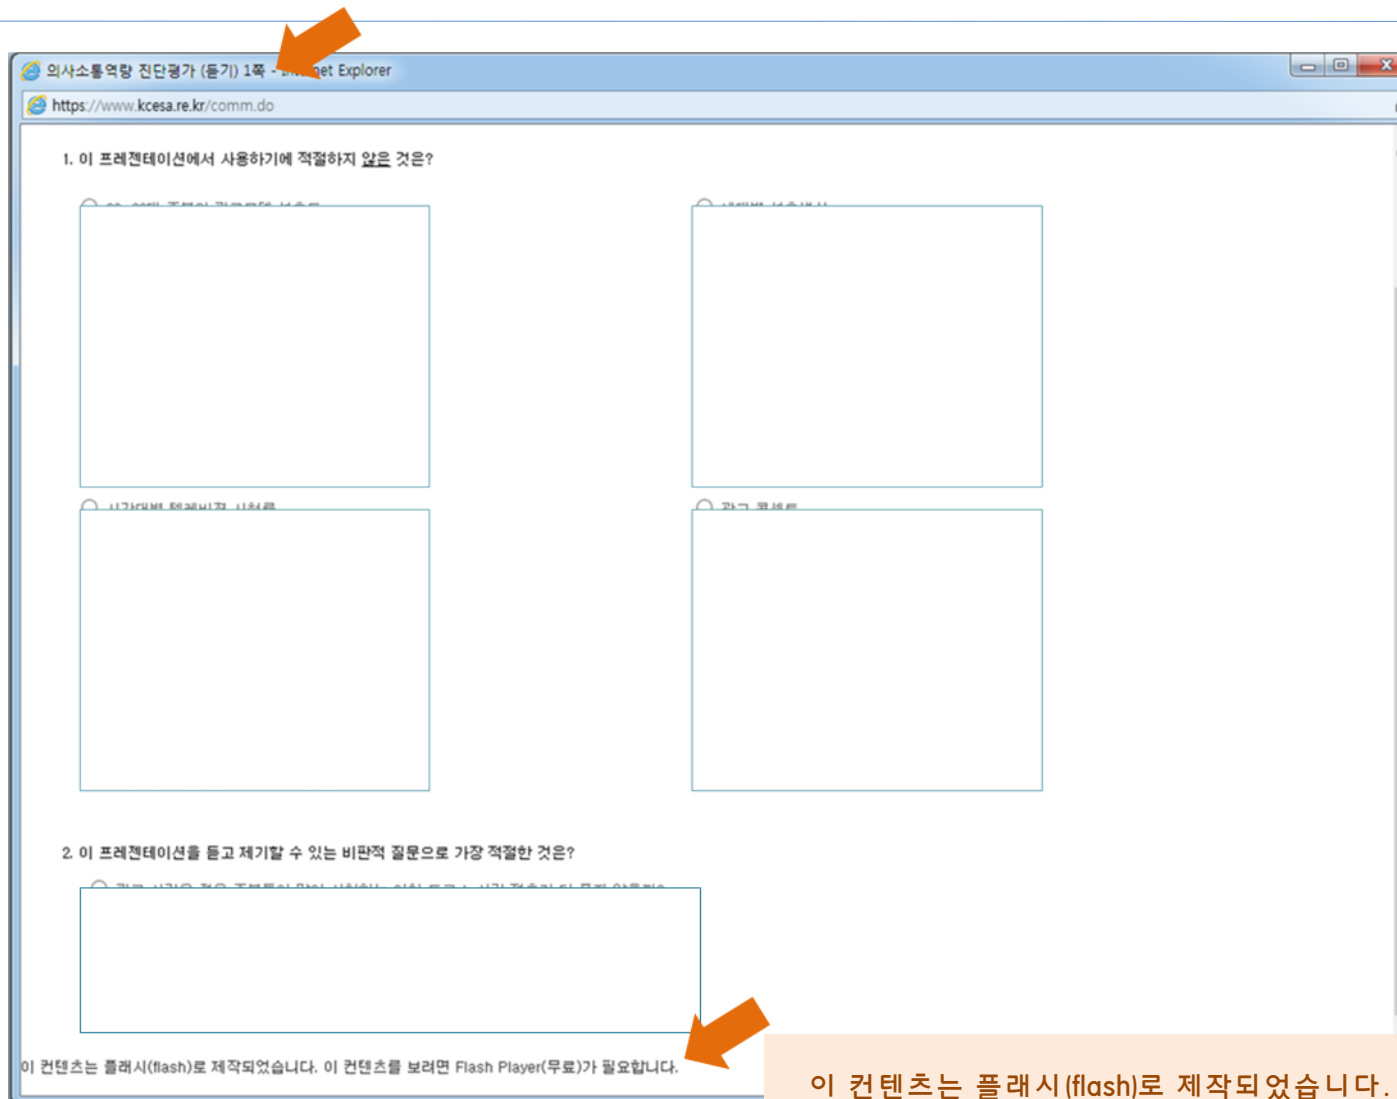 의사소통역량 진단평가 (듣기) 1쪽 - Internet Explorer
https://www.kcesa.re.kr/comm.do
1. 이 프레젠테이션에서 사용하기에 적절하지 않은 것은?
광고 콘셉트
2. 이 프레젠테이션을 듣고 제기할 수 있는 비판적 질문으로 가장 적절한 것은?
이 컨텐츠는 플래시(flash)로 제작되었습니다. 이 컨텐츠를 보려면 Flash Player(무료)가 필요합니다.
이 컨텐츠는 플래시(flash)로 제작되었습니다.